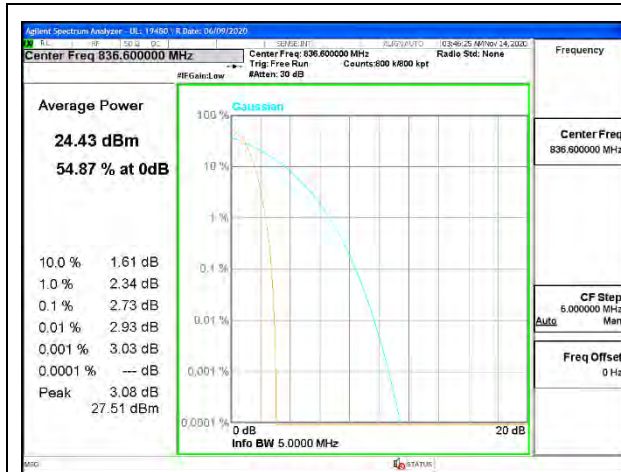 Agilent Spectrum Analyzer - UL: 19480 \ R.Date: 06/09/2020
RL RF 50 Ω DC SENSE:INT ALIGN AUTO 03:46:25 AM Nov 14, 2020
Center Freq 836.600000 MHz
Center Freq: 836.600000 MHz Radio Std: None
Trig: Free Run Counts:800 k/800 kpt
#IFGain:Low #Atten: 30 dB
Frequency
Average Power
24.43 dBm
54.87 % at 0dB
10.0 % 1.61 dB
1.0 % 2.34 dB
0.1 % 2.73 dB
0.01 % 2.93 dB
0.001 % 3.03 dB
0.0001 % --- dB
Peak 3.08 dB
27.51 dBm
Gaussian
100 %
10 %
1 %
0.1 %
0.01 %
0.001 %
0.0001 %
0 dB 20 dB
Info BW 5.0000 MHz
Center Freq
836.600000 MHz
CF Step
5.000000 MHz
Auto Man
Freq Offset
0 Hz
MSG STATUS